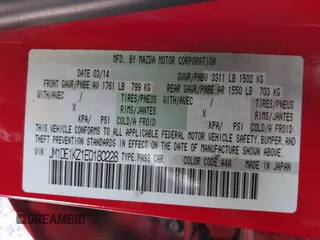 MFD. BY MAZDA MOTOR CORPORATION
DATE 03/14 GVWR/PNBV 3311 LB 1502 KG
FRONT GAWR/PNBE AV 1761 LB 799 KG REAR GAWR/PNBE AR 1550 LB 703 KG
WITH/AVEC / TIRES/PNEUS WITH/AVEC / TIRES/PNEUS
X / RIMS/JANTES X / RIMS/JANTES
KPA/ PSI COLD/A FROID KPA/ PSI COLD/A FROID
THIS VEHICLE CONFORMS TO ALL APPLICABLE FEDERAL MOTOR VEHICLE SAFETY, BUMPER, AND
THEFT PREVENTION STANDARDS IN EFFECT ON THE DATE OF MANUFACTURE SHOWN ABOVE.
JM1DE1KZ1E0180228 TYPE: PASS CAR COLOR CODE: A4A
DREAMBID